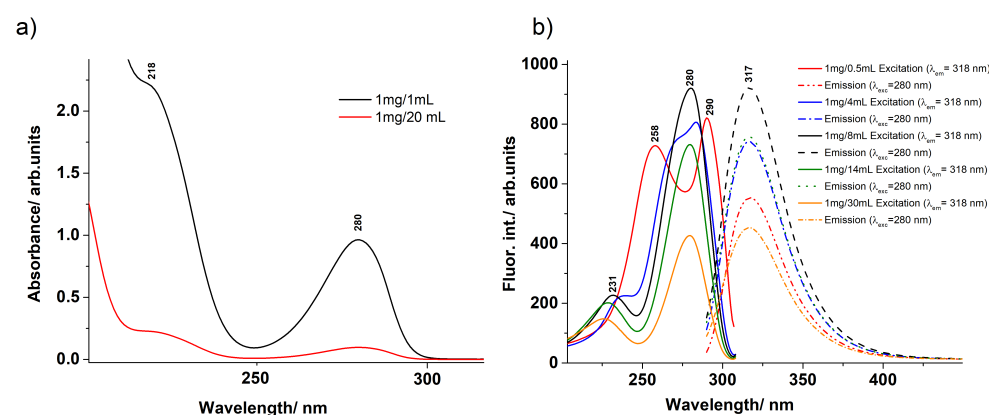 a)
218
280
1mg/1mL
1mg/20 mL
2.0
1.5
1.0
0.5
0.0
250
300
Absorbance/ arb.units
Wavelength/ nm
b)
258
280
290
317
231
1mg/0.5mL Excitation (λem= 318 nm)
Emission (λexc=280 nm)
1mg/4mL Excitation (λem= 318 nm)
Emission (λexc=280 nm)
1mg/8mL Excitation (λem= 318 nm)
Emission (λexc=280 nm)
1mg/14mL Excitation (λem= 318 nm)
Emission (λexc=280 nm)
1mg/30mL Excitation (λem= 318 nm)
Emission (λexc=280 nm)
1000
800
600
400
200
0
250
300
350
400
Fluor. int./ arb.units
Wavelength/ nm